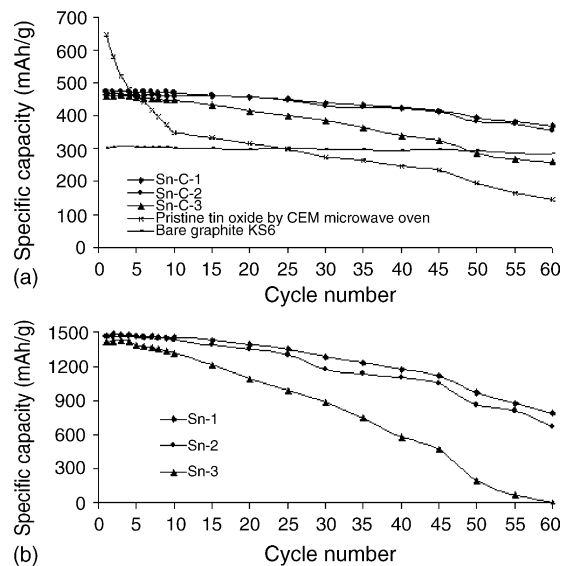 Specific capacity (mAh/g)
700
600
500
400
300
200
100
0
Sn-C-1
Sn-C-2
Sn-C-3
Pristine tin oxide by CEM microwave oven
Bare graphite KS6
0 5 10 15 20 25 30 35 40 45 50 55 60
(a)
Cycle number
Specific capacity (mAh/g)
1500
1200
900
600
300
0
Sn-1
Sn-2
Sn-3
0 5 10 15 20 25 30 35 40 45 50 55 60
(b)
Cycle number